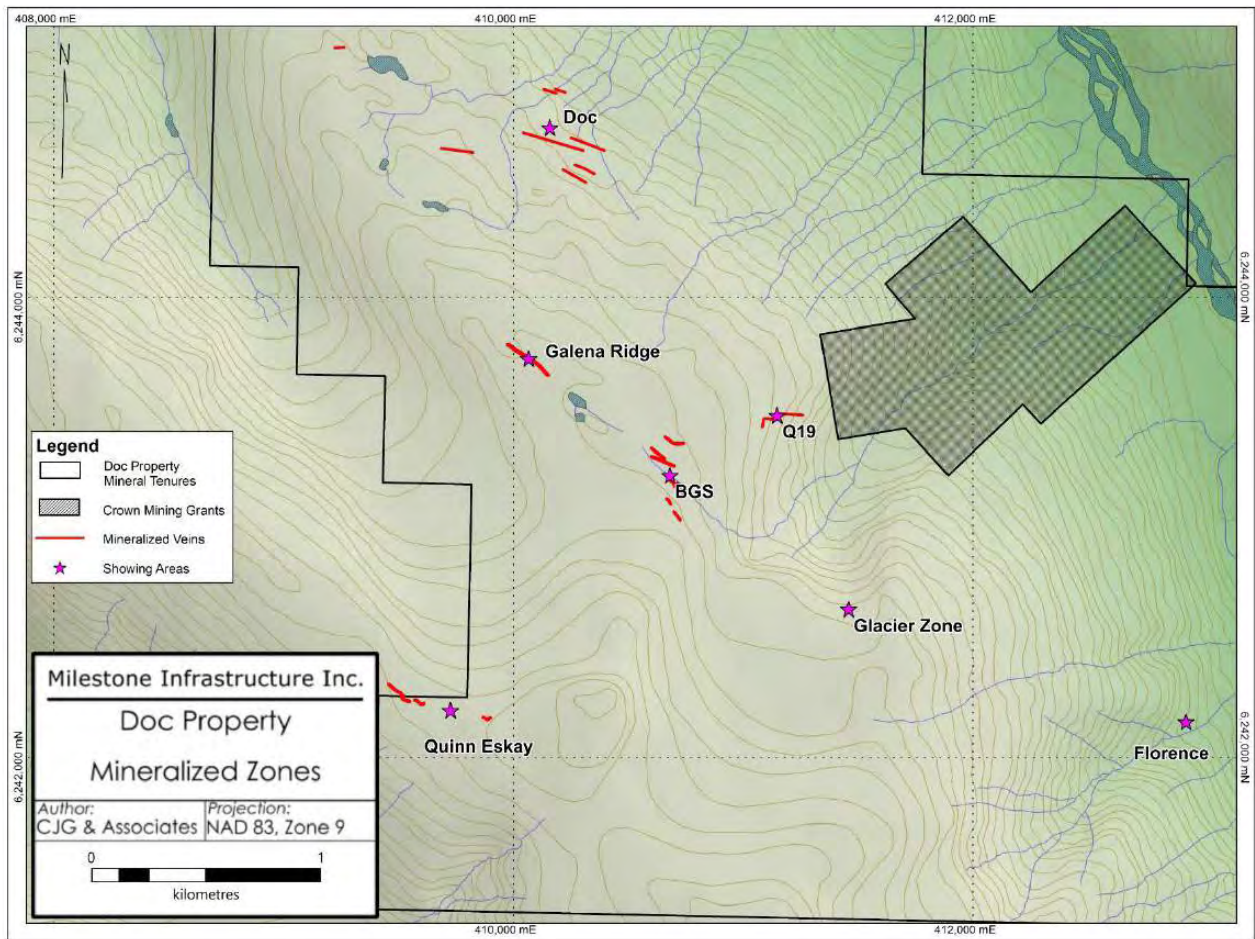 408,000 mE
410,000 mE
412,000 mE
N
Doc
6,244,000 mN
6,244,000 mN
Galena Ridge
Q19
BGS
Legend
Doc Property
Mineral Tenures
Crown Mining Grants
Mineralized Veins
Showing Areas
Glacier Zone
Quinn Eskay
Florence
6,242,000 mN
6,242,000 mN
Milestone Infrastructure Inc.
Doc Property
Mineralized Zones
Author:
CJG & Associates
Projection:
NAD 83, Zone 9
0
1
kilometres
410,000 mE
412,000 mE